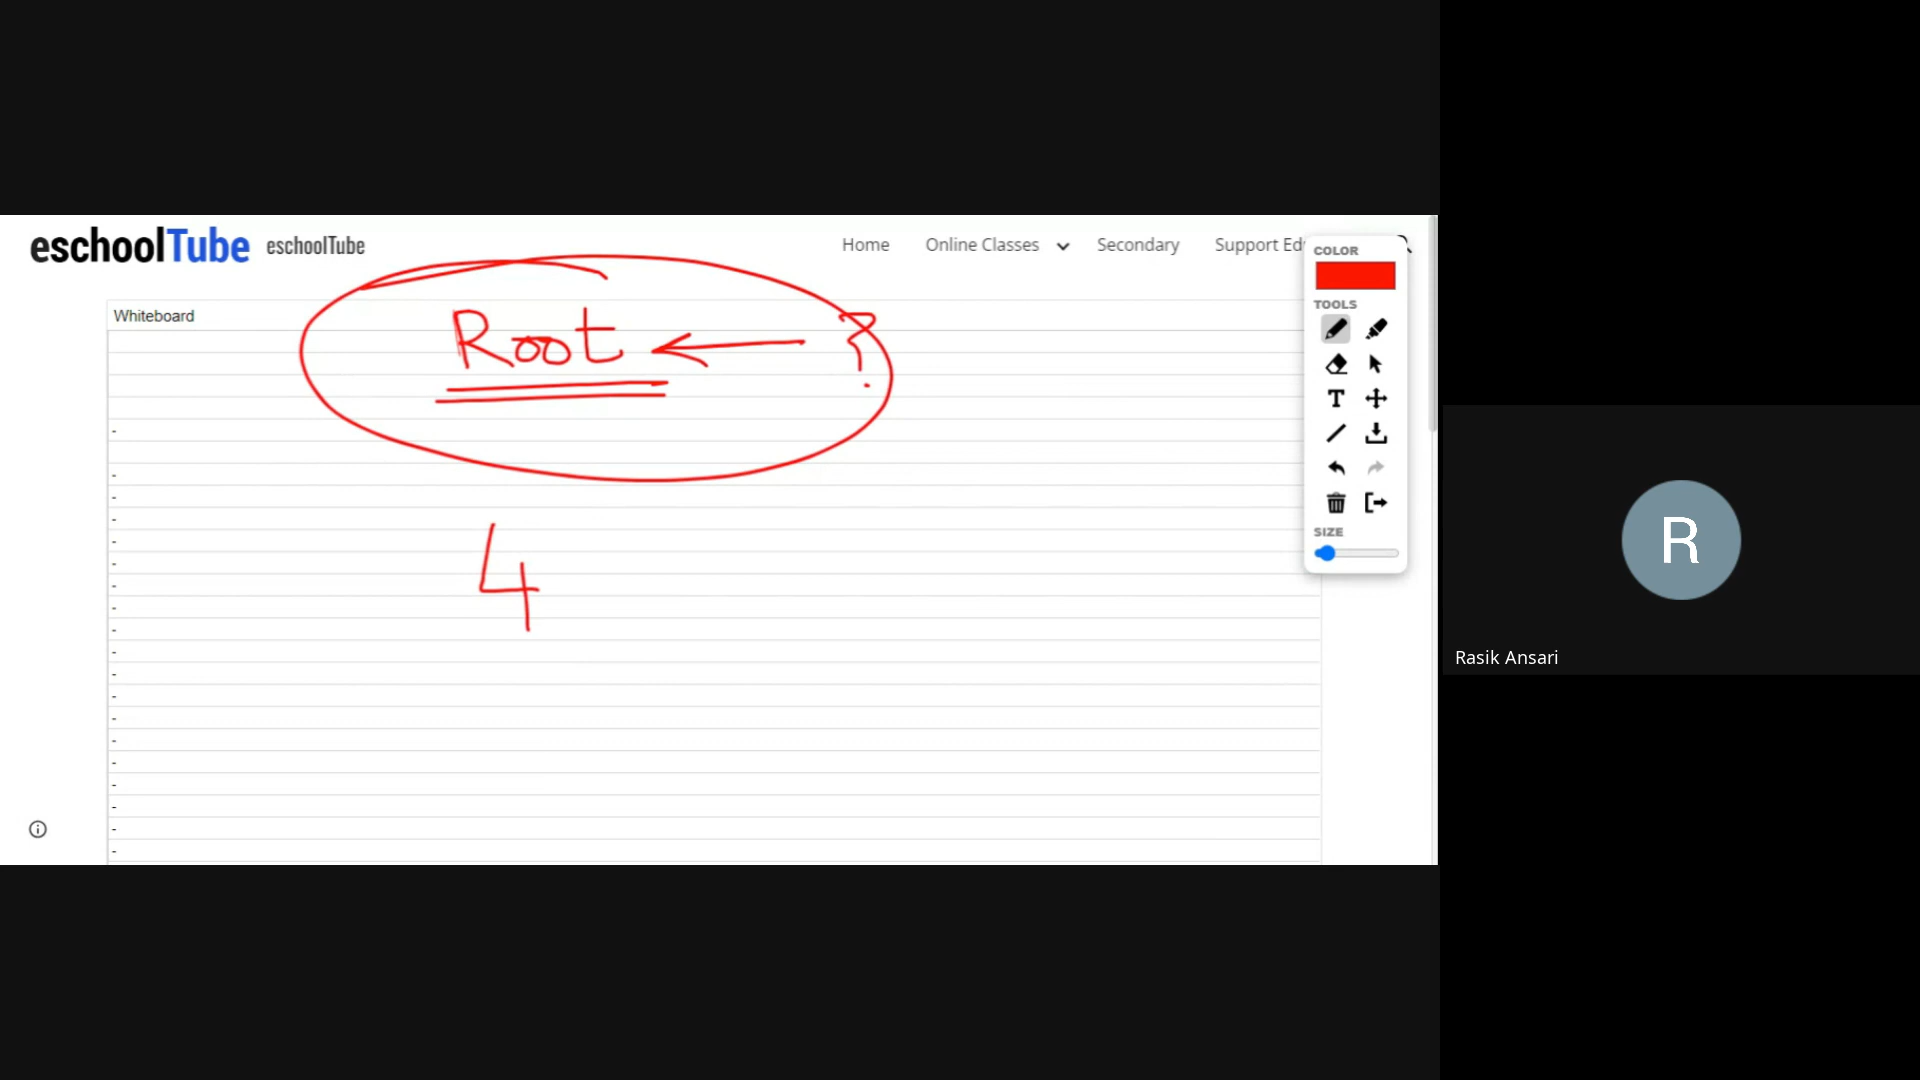 eschoolTube eschoolTube Home Online Classes Secondary Support Ed
COLOR
Whiteboard
Root ← ?
TOOLS
T
SIZE
4
R
Rasik Ansari